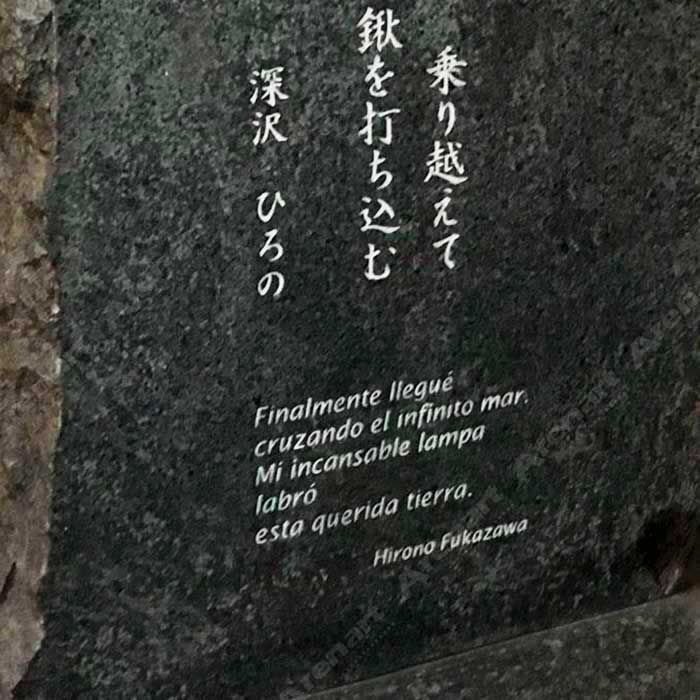 乗り越えて
鍬を打ち込む
深沢 ひろの
Finalmente llegué
cruzando el infinito mar.
Mi incansable lampa
labró
esta querida tierra.
Hirono Fukazawa